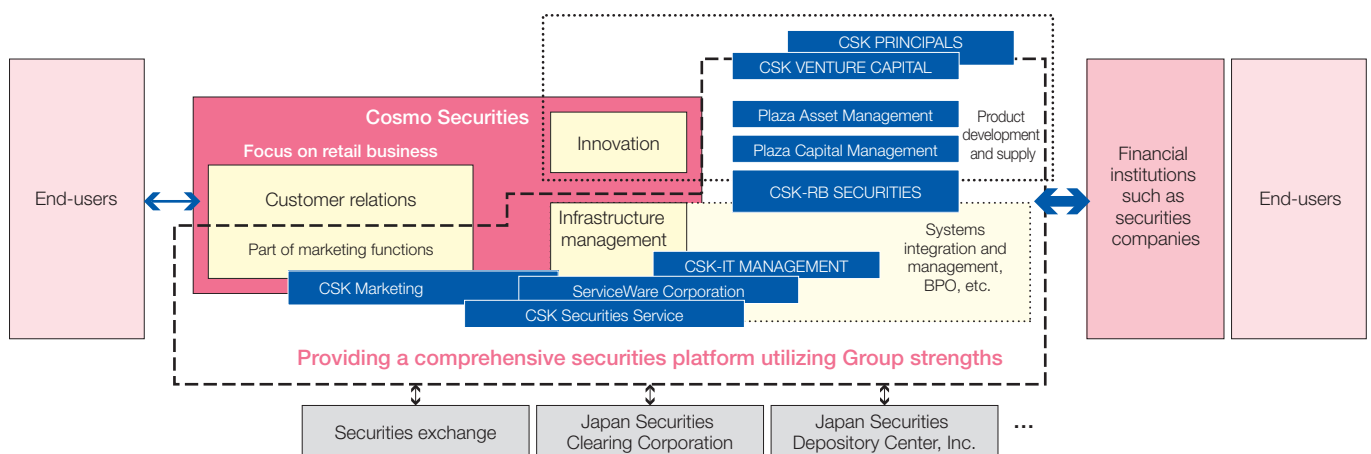 CSK PRINCIPALS
CSK VENTURE CAPITAL
Cosmo Securities
Focus on retail business
Innovation
Plaza Asset Management
Plaza Capital Management
Product
development
and supply
CSK-RB SECURITIES
End-users
Customer relations
Part of marketing functions
Infrastructure
management
Systems
integration and
management,
BPO, etc.
CSK-IT MANAGEMENT
CSK Marketing
ServiceWare Corporation
CSK Securities Service
Financial
institutions
such as
securities
companies
End-users
Providing a comprehensive securities platform utilizing Group strengths
Securities exchange
Japan Securities
Clearing Corporation
Japan Securities
Depository Center, Inc.
...